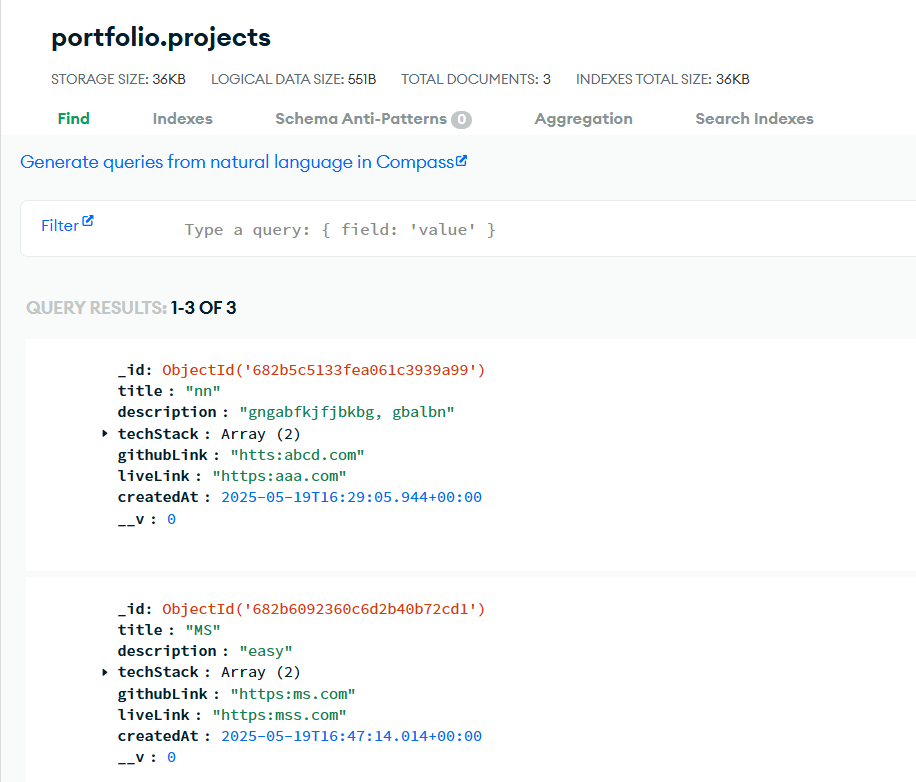 portfolio.projects
STORAGE SIZE: 36KB LOGICAL DATA SIZE: 551B TOTAL DOCUMENTS: 3 INDEXES TOTAL SIZE: 36KB
Find Indexes Schema Anti-Patterns 0 Aggregation Search Indexes
Generate queries from natural language in Compass
Filter Type a query: { field: 'value' }
QUERY RESULTS: 1-3 OF 3
_id: ObjectId('682b5c5133fea061c3939a99')
title : "nn"
description : "gngabfkjfjbkbg, gbalbn"
techStack : Array (2)
githubLink : "htts:abcd.com"
liveLink : "https:aaa.com"
createdAt : 2025-05-19T16:29:05.944+00:00
__v : 0
_id: ObjectId('682b6092360c6d2b40b72cd1')
title : "MS"
description : "easy"
techStack : Array (2)
githubLink : "https:ms.com"
liveLink : "https:mss.com"
createdAt : 2025-05-19T16:47:14.014+00:00
__v : 0